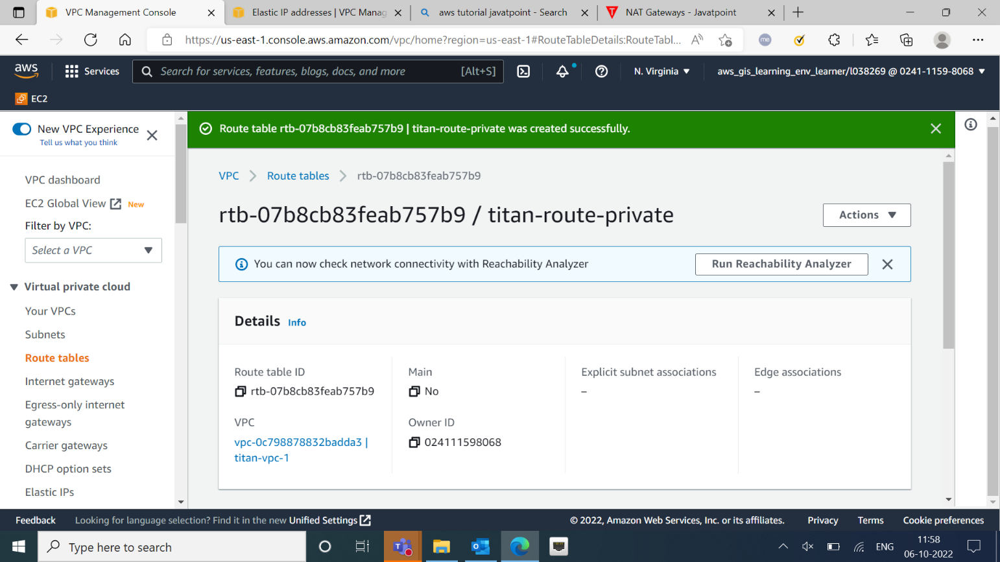 VPC Management Console
Elastic IP addresses | VPC Manag
aws tutorial javatpoint - Search
NAT Gateways - Javatpoint
https://us-east-1.console.aws.amazon.com/vpc/home?region=us-east-1#RouteTableDetails:RouteTabl...
me
aws
Services
Search for services, features, blogs, docs, and more
[Alt+S]
N. Virginia
aws_gis_learning_env_learner/l038269 @ 0241-1159-8068
EC2
New VPC Experience
Tell us what you think
Route table rtb-07b8cb83feab757b9 | titan-route-private was created successfully.
VPC dashboard
EC2 Global View New
Filter by VPC:
Select a VPC
Virtual private cloud
Your VPCs
Subnets
Route tables
Internet gateways
Egress-only internet
gateways
Carrier gateways
DHCP option sets
Elastic IPs
VPC
Route tables
rtb-07b8cb83feab757b9
rtb-07b8cb83feab757b9 / titan-route-private
Actions
You can now check network connectivity with Reachability Analyzer
Run Reachability Analyzer
Details Info
Route table ID
rtb-07b8cb83feab757b9
Main
No
Explicit subnet associations
–
Edge associations
–
VPC
vpc-0c798878832badda3 |
titan-vpc-1
Owner ID
024111598068
Feedback
Looking for language selection? Find it in the new Unified Settings
© 2022, Amazon Web Services, Inc. or its affiliates.
Privacy
Terms
Cookie preferences
Type here to search
ENG
11:58
06-10-2022